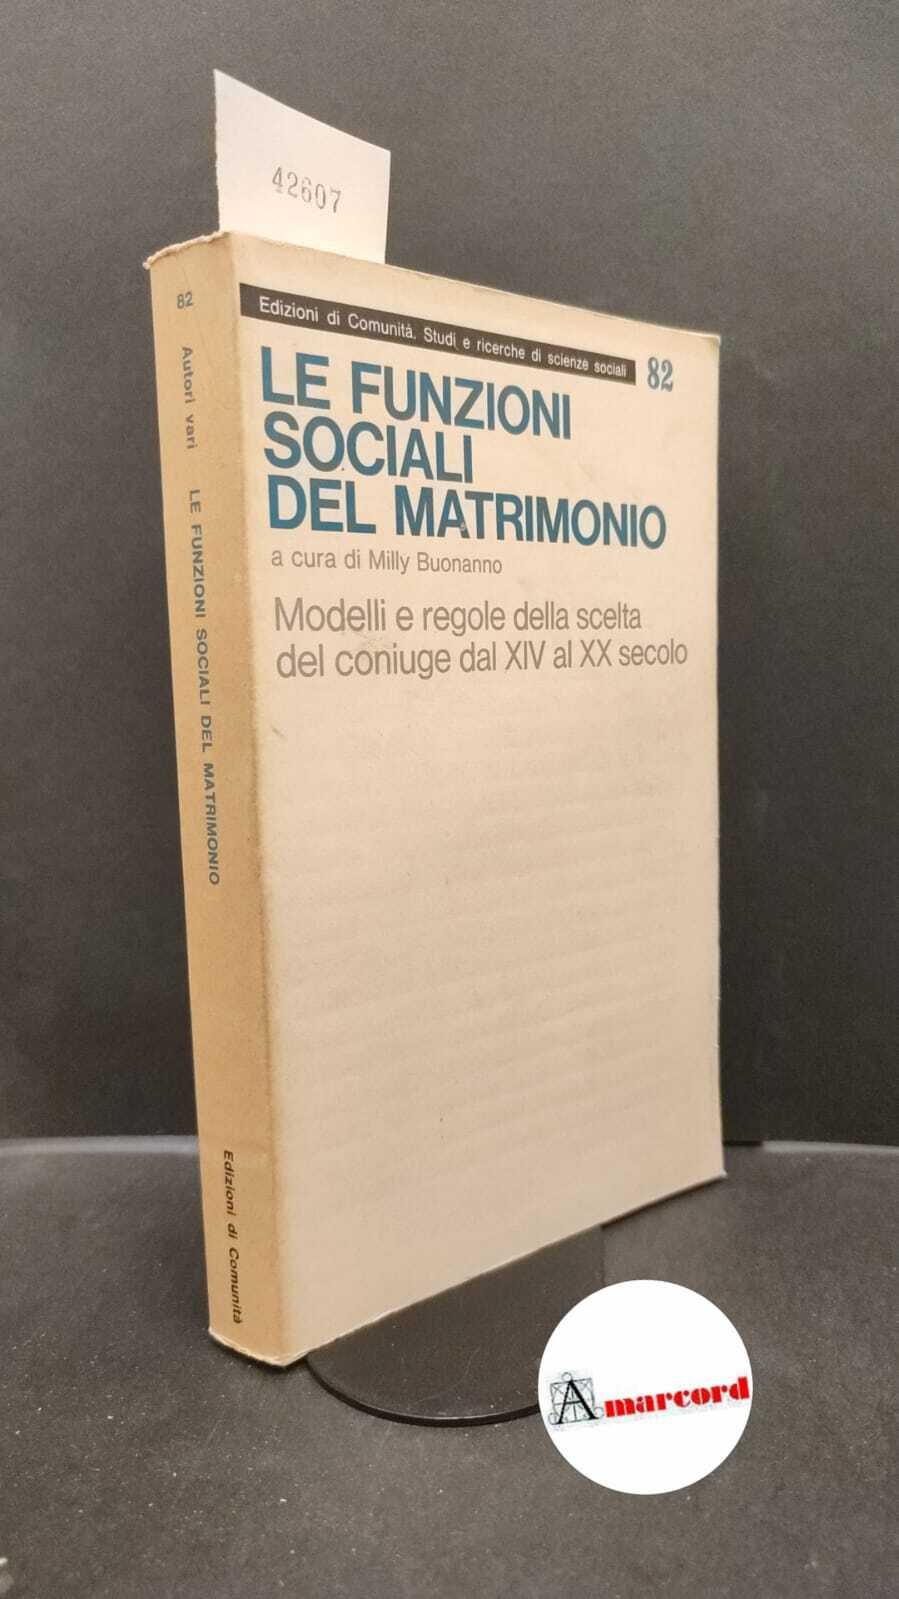 42607
Edizioni di Comunità. Studi e ricerche di scienze sociali
82
LE FUNZIONI
SOCIALI
DEL MATRIMONIO
a cura di Milly Buonanno
Modelli e regole della scelta
del coniuge dal XIV al XX secolo
82 Autori vari LE FUNZIONI SOCIALI DEL MATRIMONIO Edizioni di Comunità
Amarcord